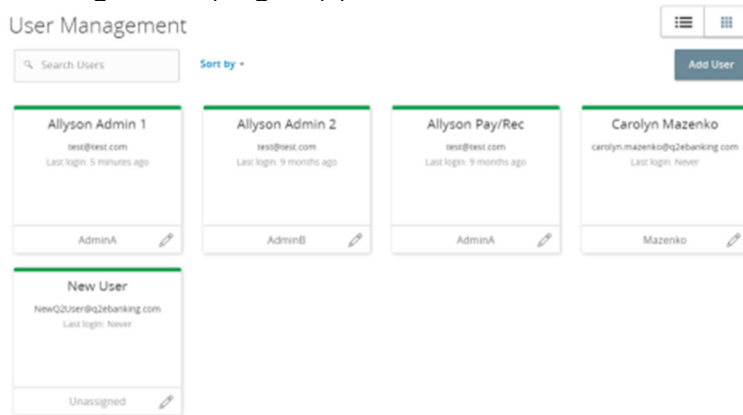 User Management
Search Users
Sort by
Add User
Allyson Admin 1
test@test.com
Last login: 5 minutes ago
AdminA
Allyson Admin 2
test@test.com
Last login: 9 months ago
AdminB
Allyson Pay/Rec
test@test.com
Last login: 9 months ago
AdminA
Carolyn Mazenko
carolyn.mazenko@q2ebanking.com
Last login: Never
Mazenko
New User
NewQ2User@q2ebanking.com
Last login: Never
Unassigned